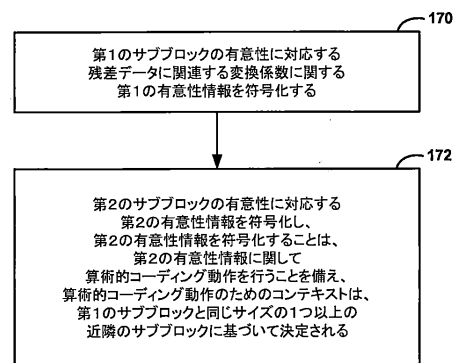 170
第1のサブブロックの有意性に対応する
残差データに関連する変換係数に関する
第1の有意性情報を符号化する
172
第2のサブブロックの有意性に対応する
第2の有意性情報を符号化し、
第2の有意性情報を符号化することは、
第2の有意性情報に関して
算術的コーディング動作を行うことを備え、
算術的コーディング動作のためのコンテキストは、
第1のサブブロックと同じサイズの1つ以上の
近隣のサブブロックに基づいて決定される